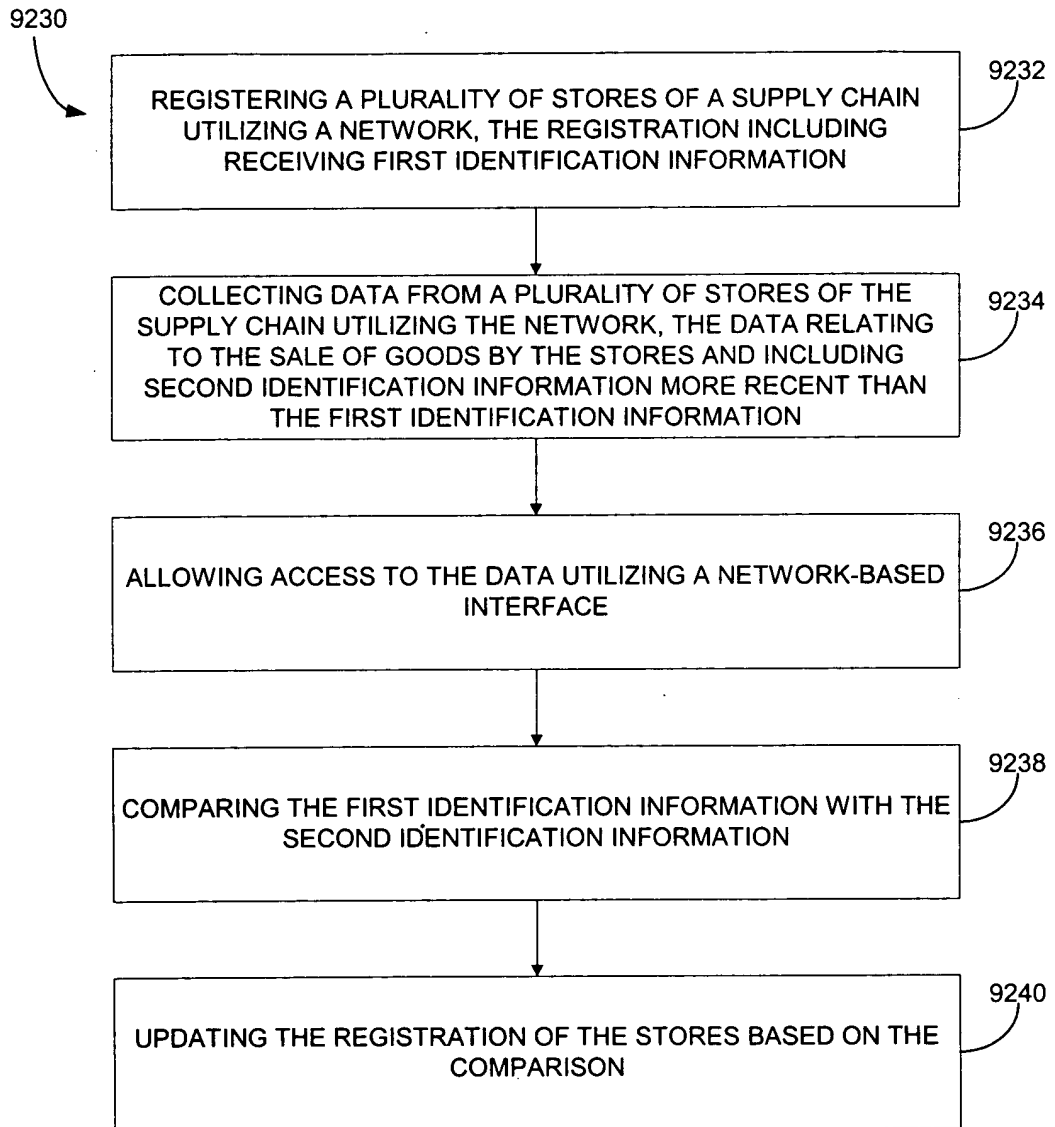 9230
9232
REGISTERING A PLURALITY OF STORES OF A SUPPLY CHAIN
UTILIZING A NETWORK, THE REGISTRATION INCLUDING
RECEIVING FIRST IDENTIFICATION INFORMATION
9234
COLLECTING DATA FROM A PLURALITY OF STORES OF THE
SUPPLY CHAIN UTILIZING THE NETWORK, THE DATA RELATING
TO THE SALE OF GOODS BY THE STORES AND INCLUDING
SECOND IDENTIFICATION INFORMATION MORE RECENT THAN
THE FIRST IDENTIFICATION INFORMATION
9236
ALLOWING ACCESS TO THE DATA UTILIZING A NETWORK-BASED
INTERFACE
9238
COMPARING THE FIRST IDENTIFICATION INFORMATION WITH THE
SECOND IDENTIFICATION INFORMATION
9240
UPDATING THE REGISTRATION OF THE STORES BASED ON THE
COMPARISON